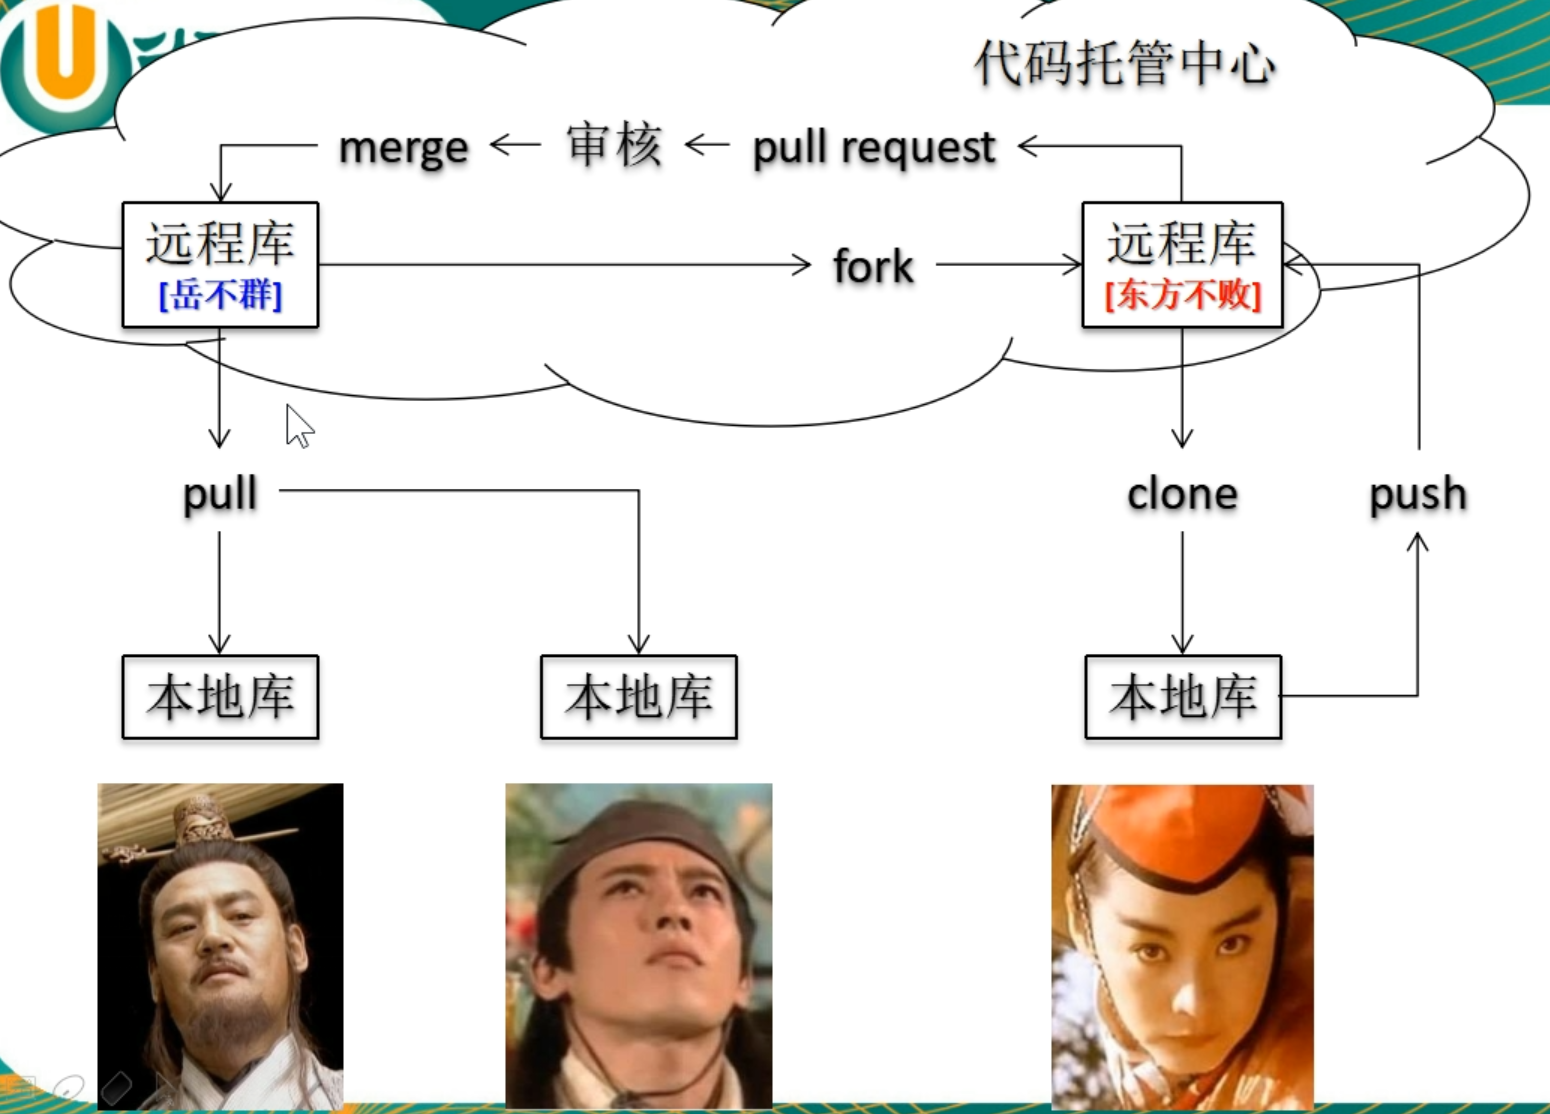 代码托管中心
merge
审核
pull request
远程库
[岳不群]
fork
远程库
[东方不败]
pull
clone
push
本地库
本地库
本地库